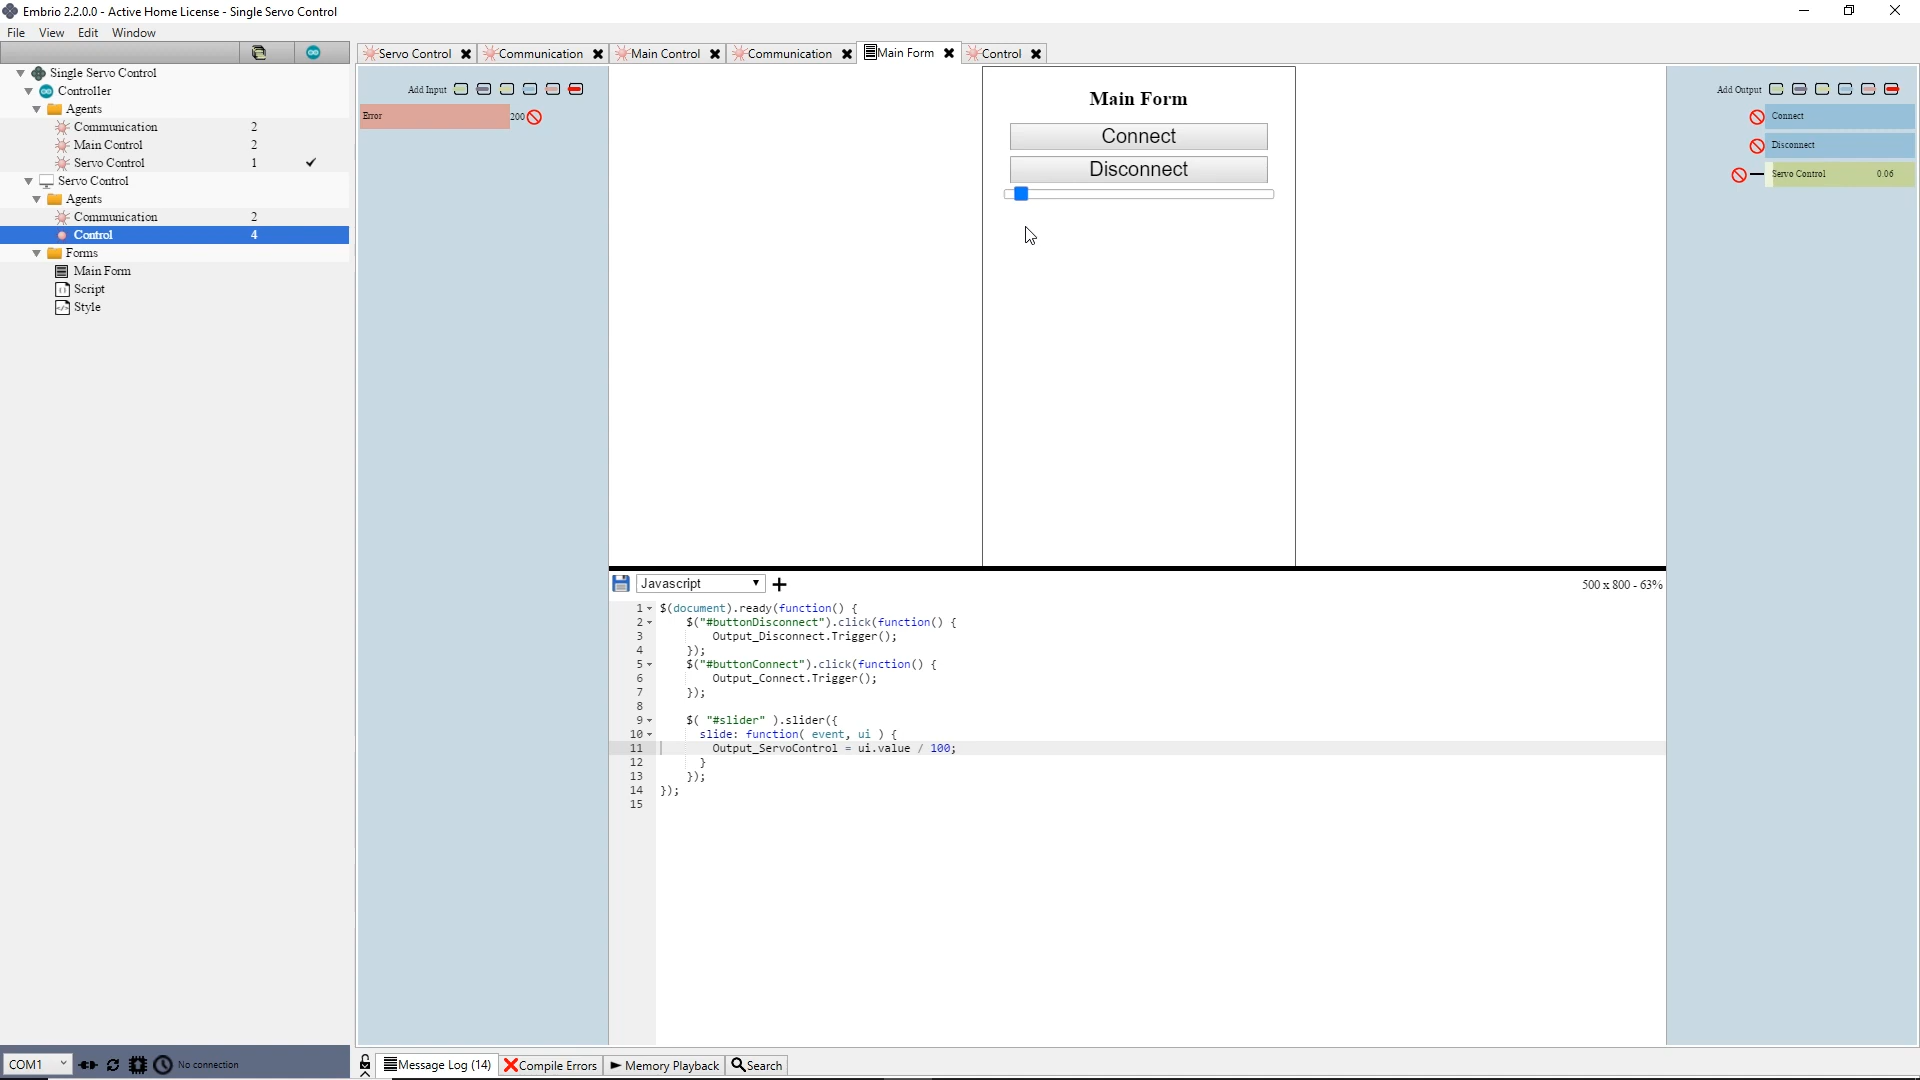 Embrio 2.2.0.0 - Active Home License - Single Servo Control
File View Edit Window
Servo Control Communication Main Control Communication Main Form Control
Single Servo Control
Controller
Agents
Communication 2
Main Control 2
Servo Control 1
Servo Control
Agents
Communication 2
Control 4
Forms
Main Form
Script
Style
Add Input
Error 200
Main Form
Connect
Disconnect
Add Output
Connect
Disconnect
Servo Control 0.06
Javascript
500 x 800 - 63%
1 $(document).ready(function() {
2 $("#buttonDisconnect").click(function() {
3 Output_Disconnect.Trigger();
4 });
5 $("#buttonConnect").click(function() {
6 Output_Connect.Trigger();
7 });
8
9 $( "#slider" ).slider({
10 slide: function( event, ui ) {
11 Output_ServoControl = ui.value / 100;
12 }
13 });
14 });
15
COM1 No connection
Message Log (14) Compile Errors Memory Playback Search